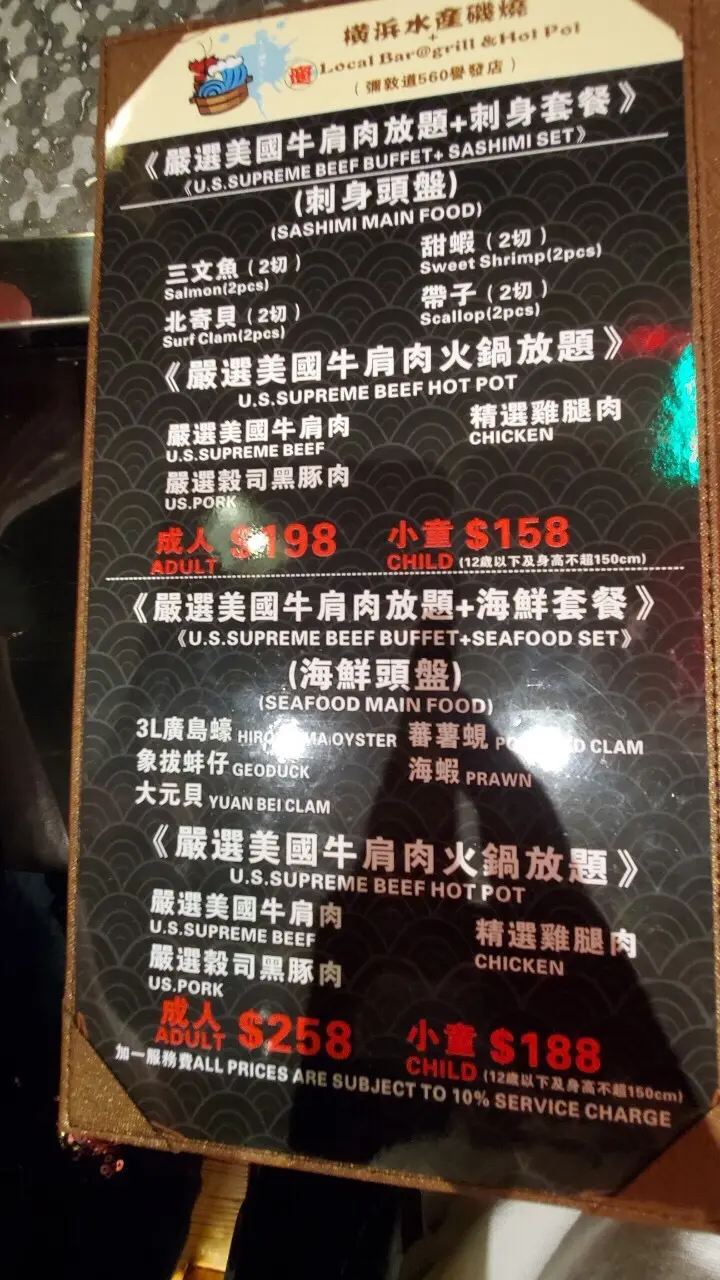 橫浜水產磯燒
+
Local Bar@grill & Hot Pot
(彌敦道560譽發店)
《嚴選美國牛肩肉放題+刺身套餐》
《U.S.SUPREME BEEF BUFFET+ SASHIMI SET》
(刺身頭盤)
(SASHIMI MAIN FOOD)
三文魚(2切) 甜蝦(2切)
Salmon(2pcs) Sweet Shrimp(2pcs)
北寄貝(2切) 帶子(2切)
Surf Clam(2pcs) Scallop(2pcs)
《嚴選美國牛肩肉火鍋放題》
U.S.SUPREME BEEF HOT POT
嚴選美國牛肩肉 精選雞腿肉
U.S.SUPREME BEEF CHICKEN
嚴選穀司黑豚肉
US.PORK
成人 $198 小童 $158
ADULT CHILD (12歲以下及身高不超150cm)
《嚴選美國牛肩肉放題+海鮮套餐》
《U.S.SUPREME BEEF BUFFET+SEAFOOD SET》
(海鮮頭盤)
(SEAFOOD MAIN FOOD)
3L廣島蠔 OYSTER 蕃薯蜆 CLAM
象拔蚌仔 GEODUCK 海蝦 PRAWN
大元貝 YUAN BEI CLAM
《嚴選美國牛肩肉火鍋放題》
U.S.SUPREME BEEF HOT POT
嚴選美國牛肩肉 精選雞腿肉
U.S.SUPREME BEEF CHICKEN
嚴選穀司黑豚肉
US.PORK
成人 $258 小童 $188
ADULT CHILD (12歲以下及身高不超150cm)
加一服務費ALL PRICES ARE SUBJECT TO 10% SERVICE CHARGE